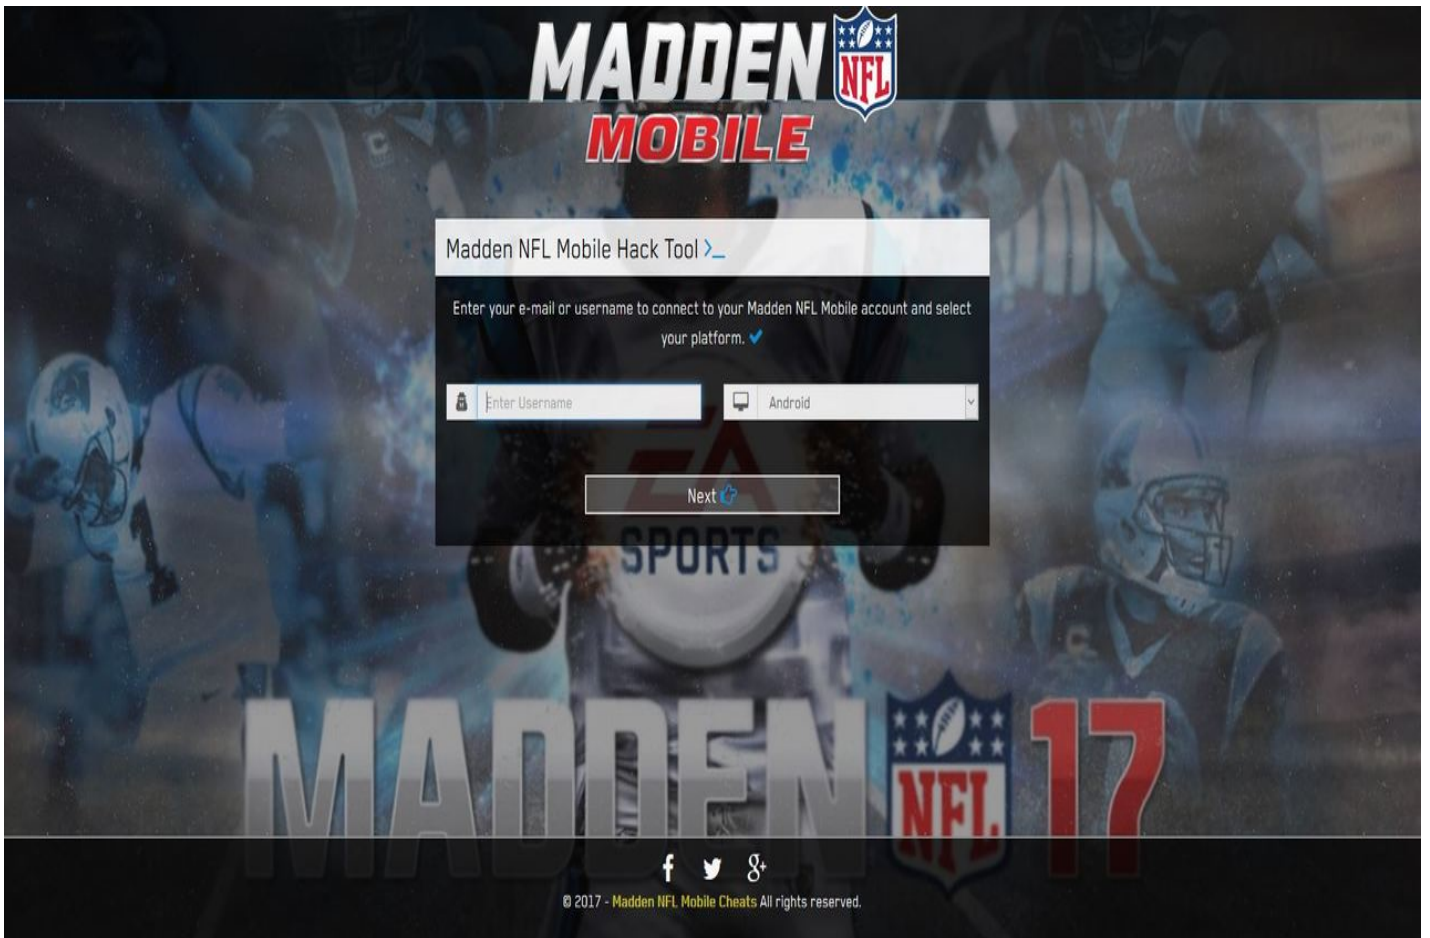 MADDEN NFL
MOBILE
Madden NFL Mobile Hack Tool >_
Enter your e-mail or username to connect to your Madden NFL Mobile account and select
your platform.
Enter Username
Android
Next
EA
SPORTS
MADDEN NFL 17
© 2017 - Madden NFL Mobile Cheats All rights reserved.